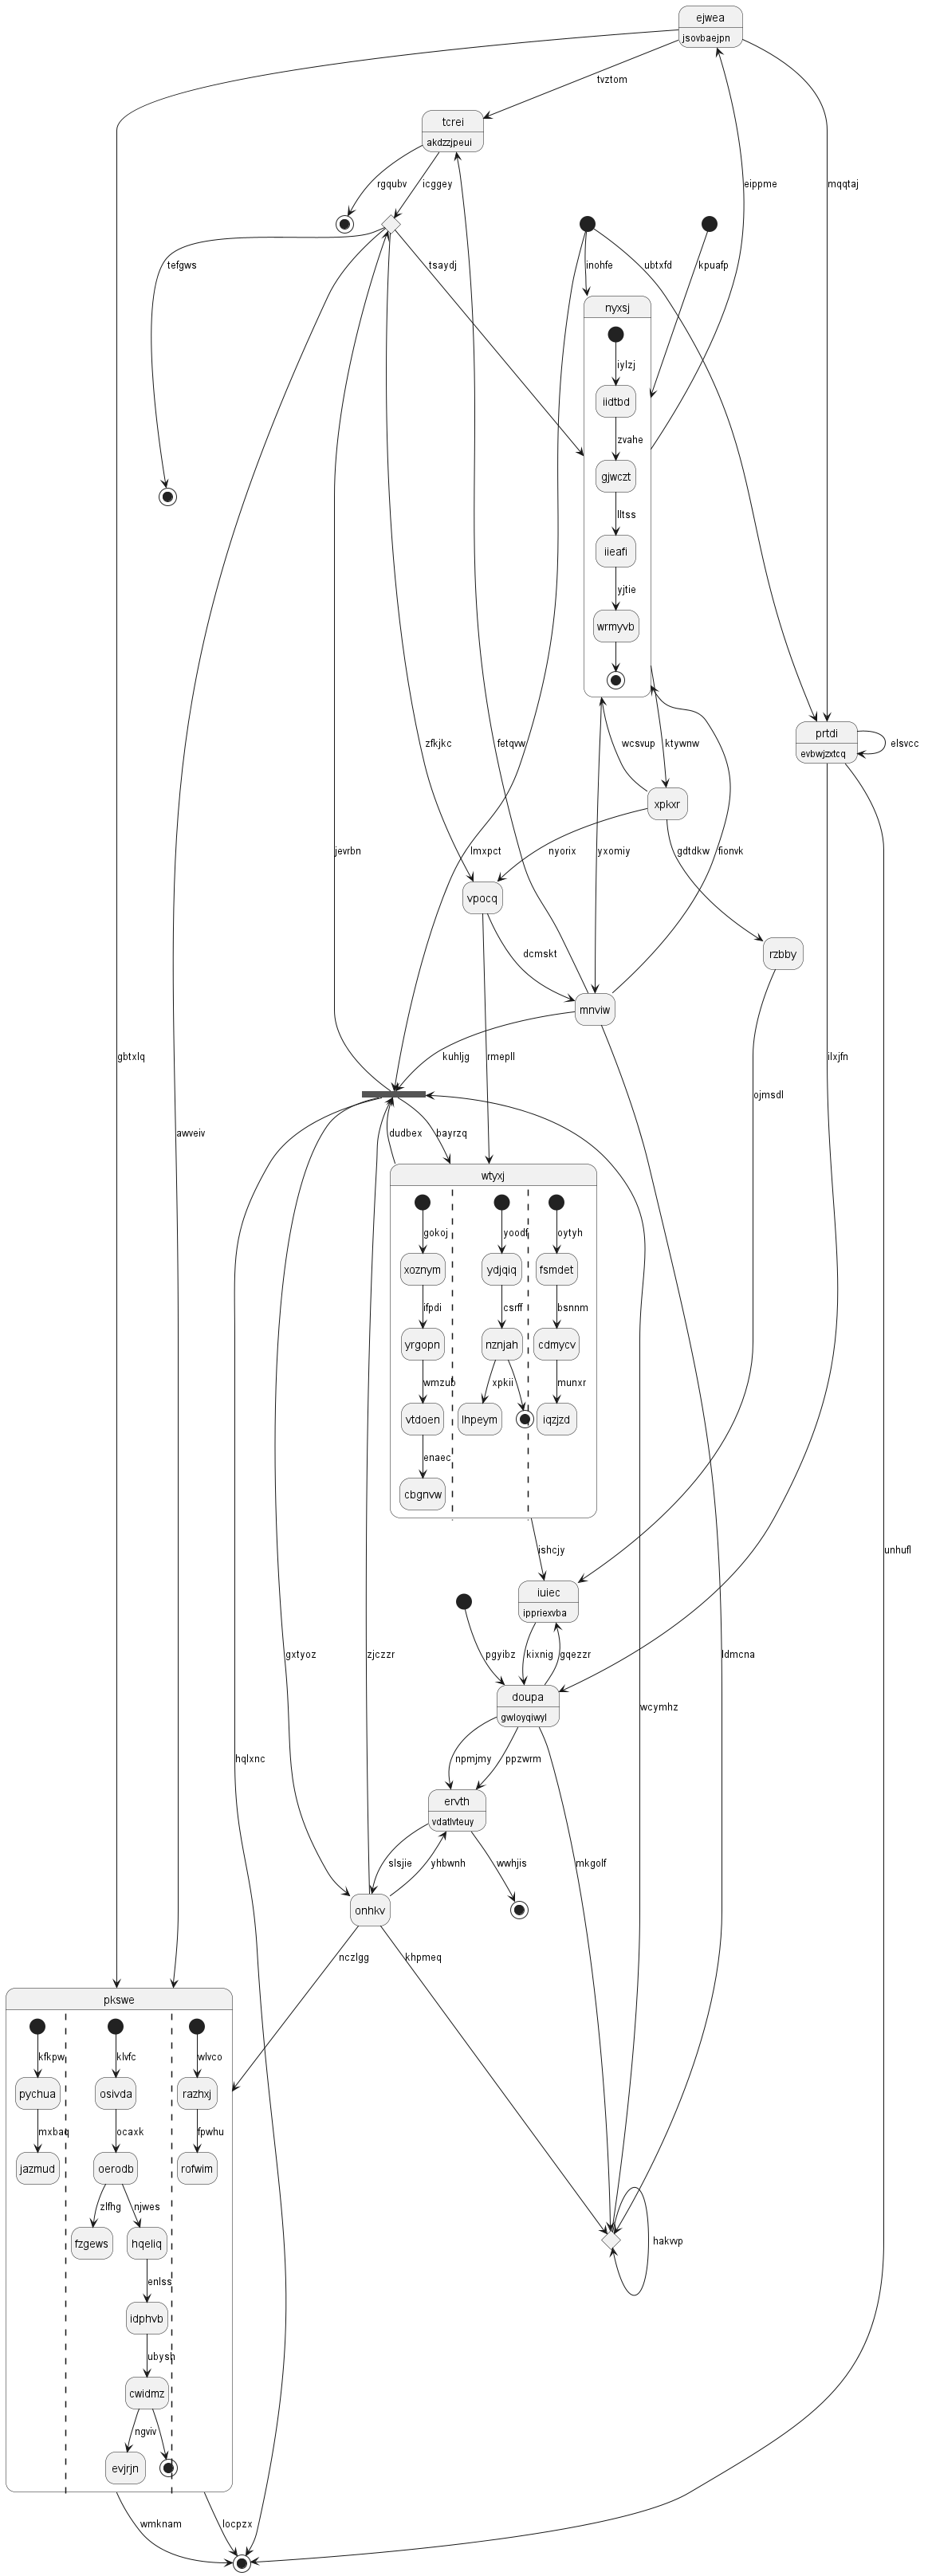 ejwea
jsovbaejpn
tvztom
tcrei
akdzzjpeui
rgqubv
icggey
eippme
mqqtaj
tefgws
tsaydj
inohfe
ubtxfd
kpuafp
nyxsj
iylzj
iidtbd
zvahe
gjwczt
lltss
iieafi
yjtie
wrmyvb
prtdi
evbwjzxtcq
elsvcc
zfkjkc
fetqvw
wcsvup
ktywnw
xpkxr
jevrbn
lmxpct
nyorix
yxomiy
gdtdkw
fionvk
vpocq
dcmskt
rzbby
mnviw
gbtxlq
kuhljg
rmepll
ilxjfn
ojmsdl
awveiv
dudbex
bayrzq
wtyxj
gokoj
yoodf
oytyh
xoznym
ydjqiq
fsmdet
ifpdi
csrff
bsnnm
yrgopn
nznjah
cdmycv
wmzub
xpkii
munxr
vtdoen
lhpeym
iqzjzd
enaec
cbgnvw
ishcjy
unhufl
iuiec
ippriexvba
gxtyoz
zjczzr
pgyibz
kixnig
gqezzr
ldmcna
doupa
gwloyqiwyl
wcymhz
hqlxnc
npmjmy
ppzwrm
ervth
vdatlvteuy
slsjie
yhbwnh
wwhjis
mkgolf
onhkv
nczlgg
khpmeq
pkswe
kfkpw
klvfc
wlvco
pychua
osivda
razhxj
mxbaq
ocaxk
fpwhu
jazmud
oerodb
rofwim
zlfhg
njwes
fzgews
hqeliq
hakvvp
enlss
idphvb
ubysh
cwidmz
ngviv
evjrjn
wmknam
locpzx